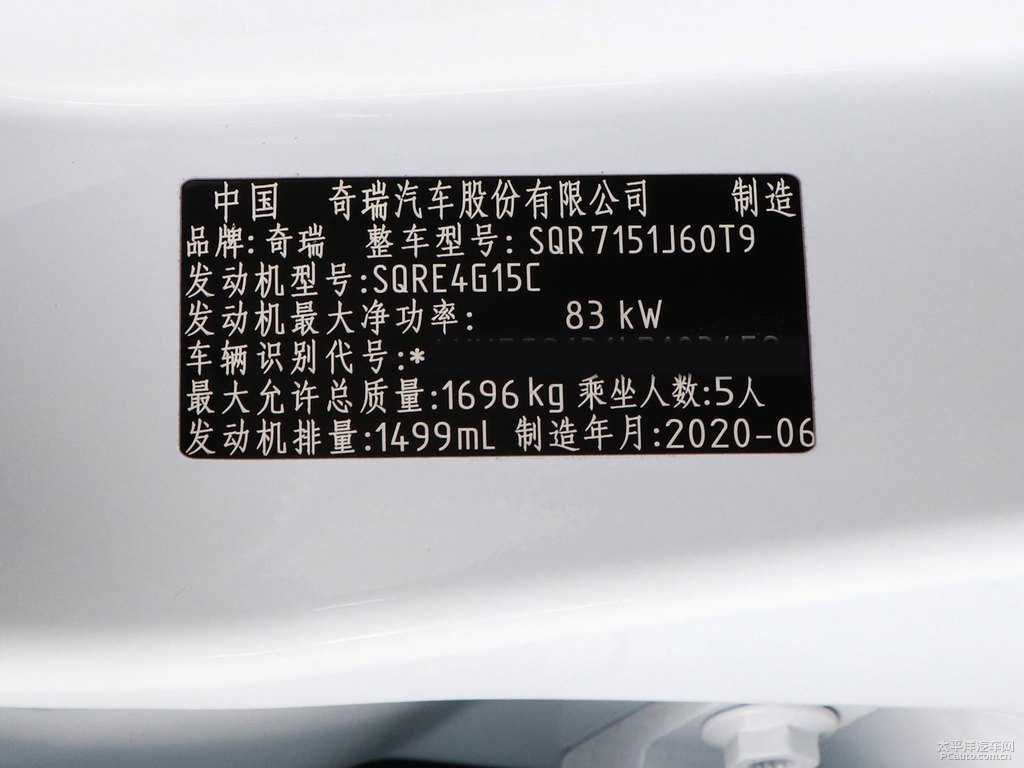 中国 奇瑞汽车股份有限公司 制造
品牌:奇瑞 整车型号:SQR7151J60T9
发动机型号:SQRE4G15C
发动机最大净功率: 83 kW
车辆识别代号:*
最大允许总质量:1696kg 乘坐人数:5人
发动机排量:1499mL 制造年月:2020-06
太平洋汽车网
PCauto.com.cn